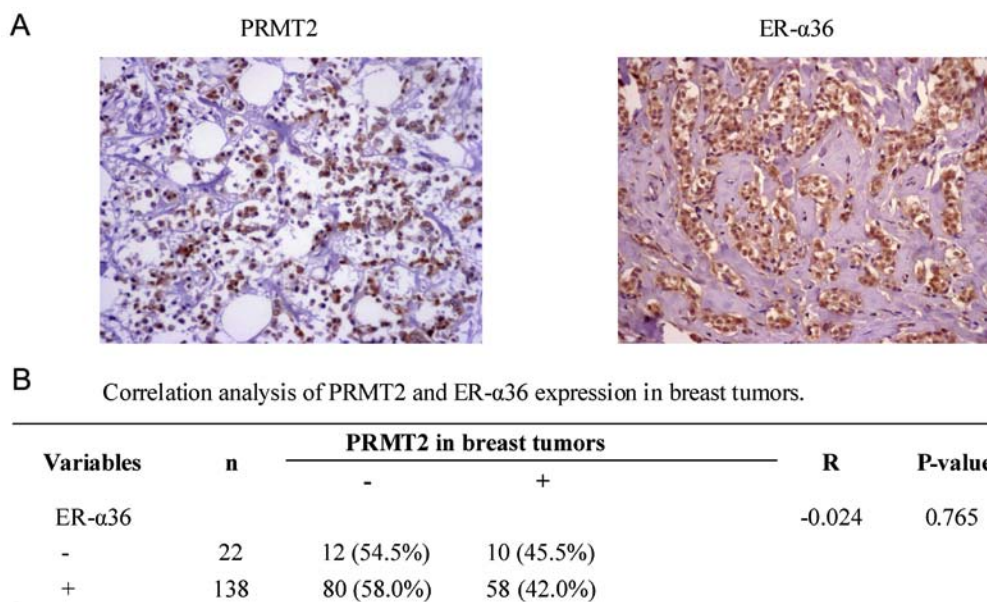 A
PRMT2
ER-α36
B
Correlation analysis of PRMT2 and ER-α36 expression in breast tumors.
Variables n PRMT2 in breast tumors R P-value
- +
ER-α36 -0.024 0.765
- 22 12 (54.5%) 10 (45.5%)
+ 138 80 (58.0%) 58 (42.0%)